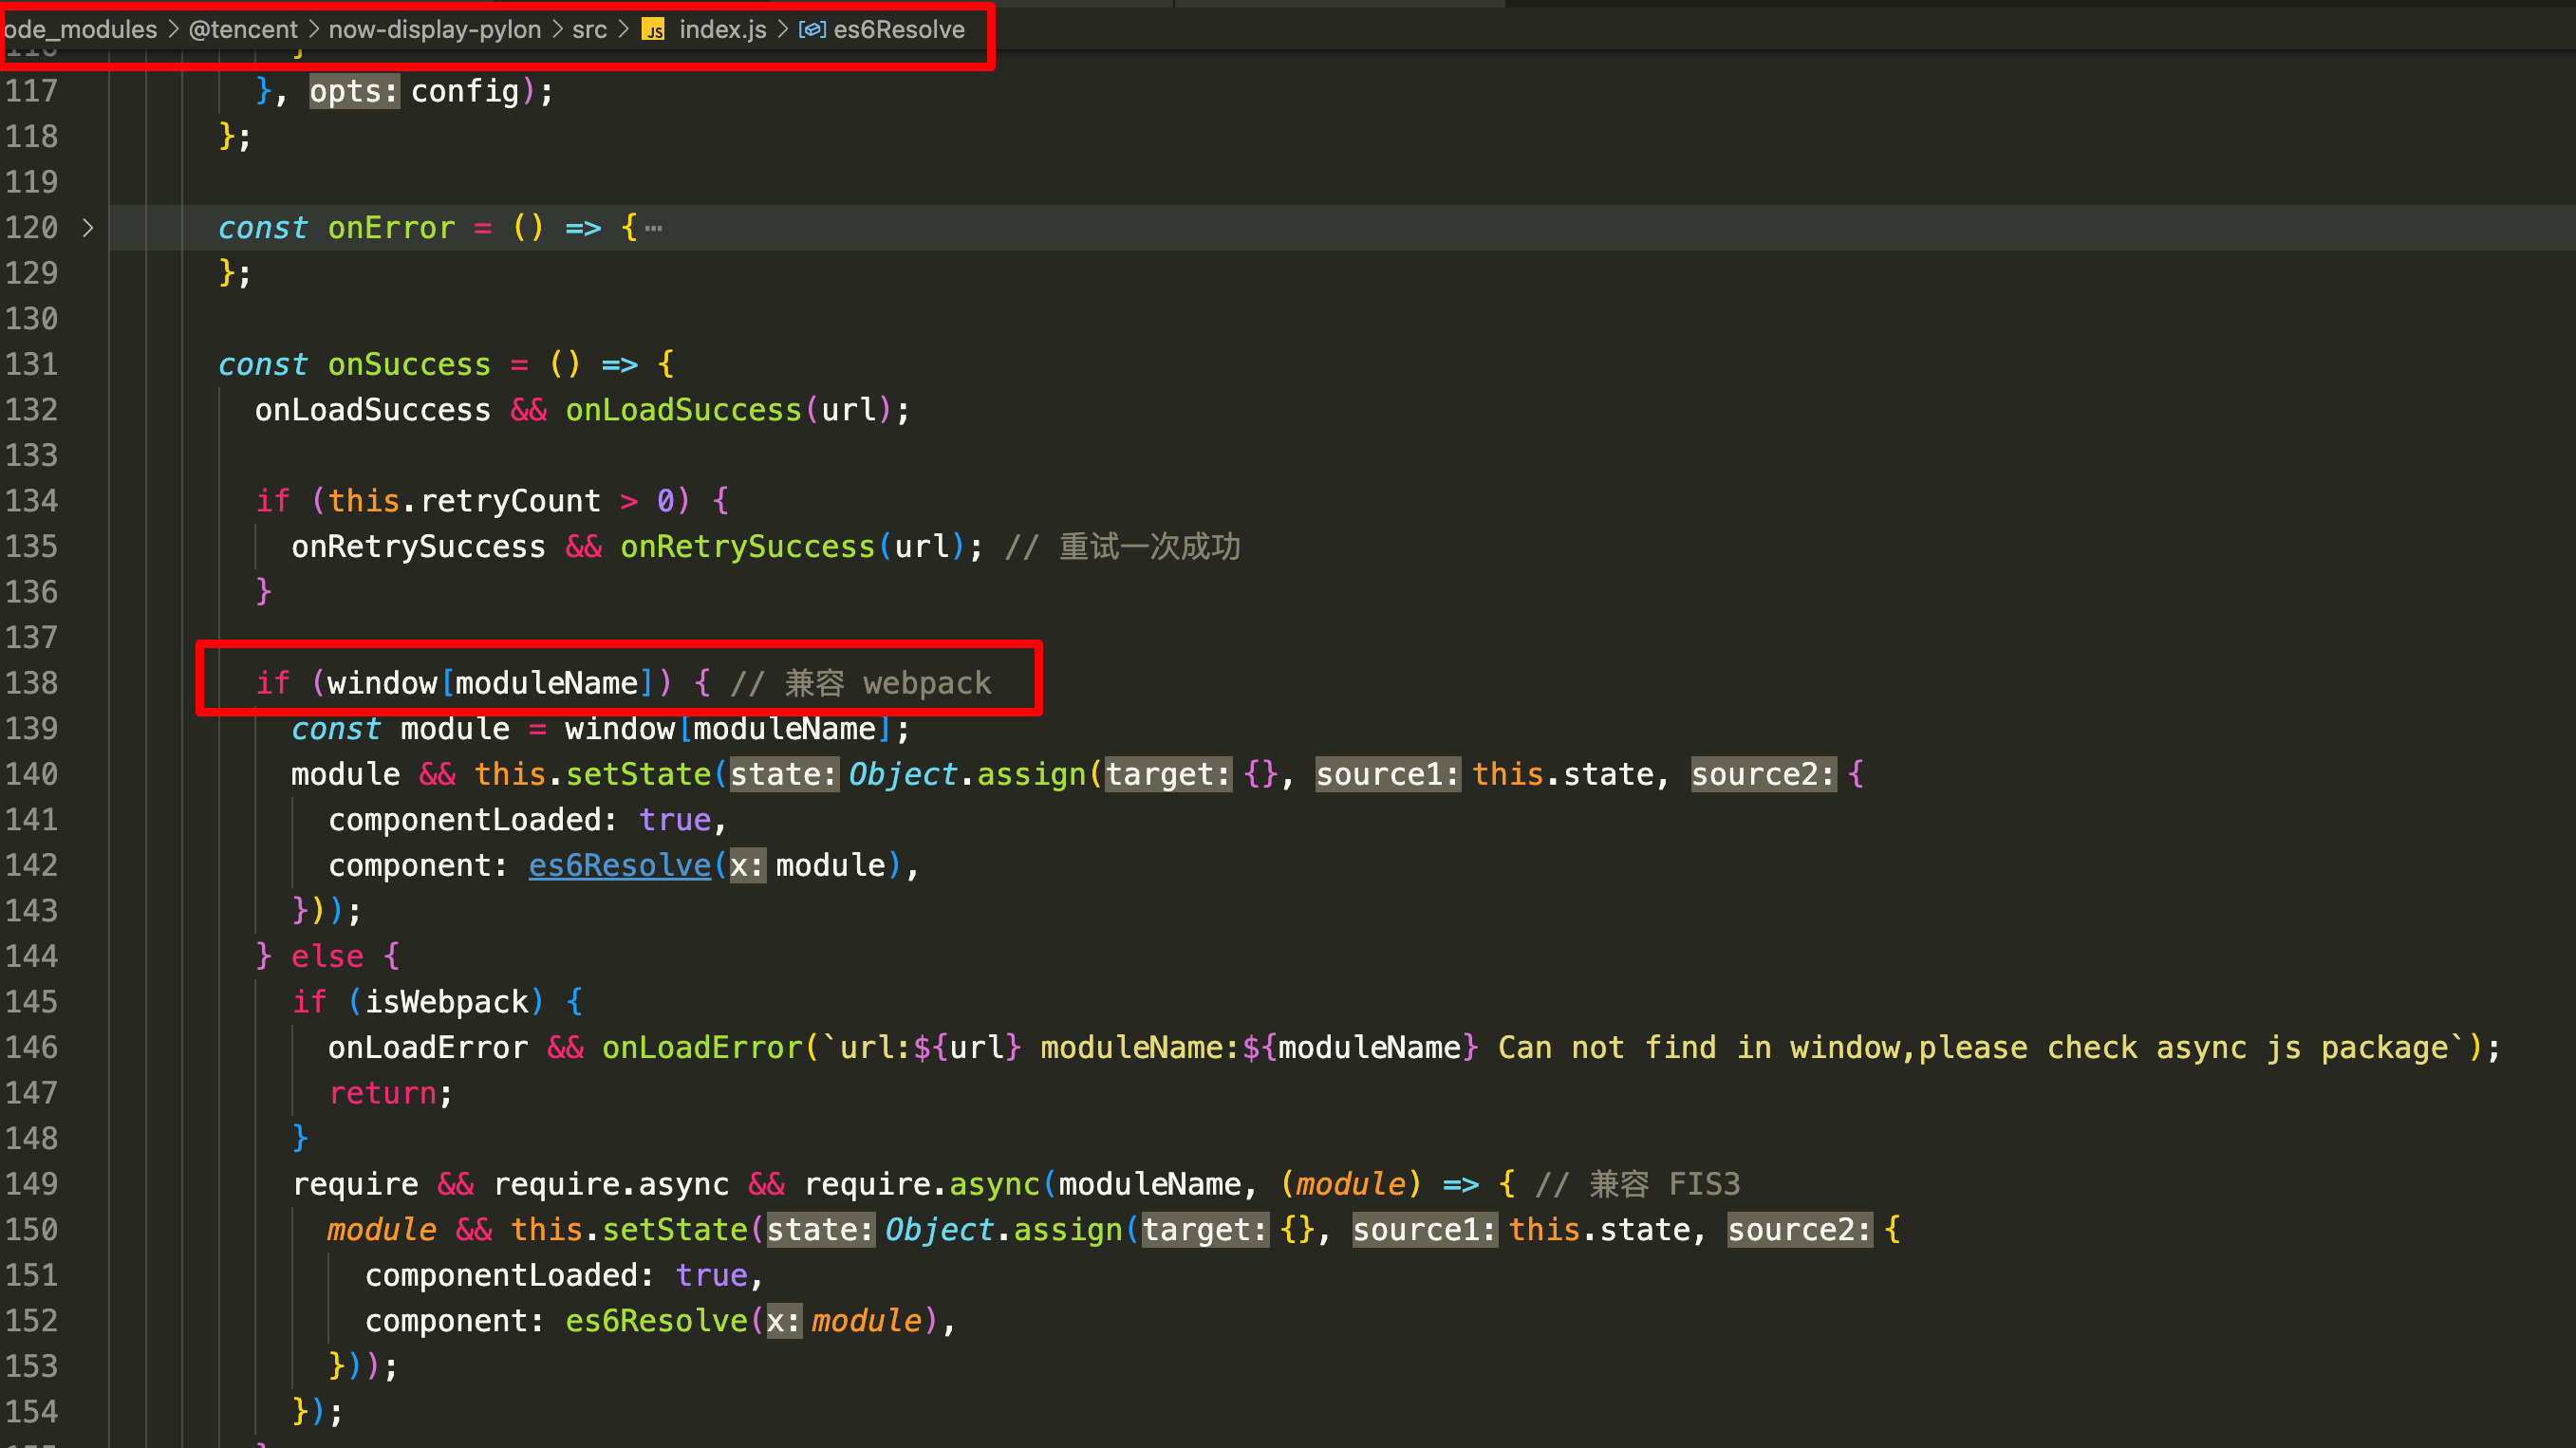 ode_modules > @tencent > now-display-pylon > src > JS index.js > es6Resolve
116 }
117 }, opts: config);
118 };
119
120 > const onError = () => { ⋯
129 };
130
131 const onSuccess = () => {
132 onLoadSuccess && onLoadSuccess(url);
133
134 if (this.retryCount > 0) {
135 onRetrySuccess && onRetrySuccess(url); // 重试一次成功
136 }
137
138 if (window[moduleName]) { // 兼容 webpack
139 const module = window[moduleName];
140 module && this.setState(state: Object.assign(target: {}, source1: this.state, source2: {
141 componentLoaded: true,
142 component: es6Resolve(x: module),
143 }));
144 } else {
145 if (isWebpack) {
146 onLoadError && onLoadError(`url:${url} moduleName:${moduleName} Can not find in window,please check async js package`);
147 return;
148 }
149 require && require.async && require.async(moduleName, (module) => { // 兼容 FIS3
150 module && this.setState(state: Object.assign(target: {}, source1: this.state, source2: {
151 componentLoaded: true,
152 component: es6Resolve(x: module),
153 }));
154 });